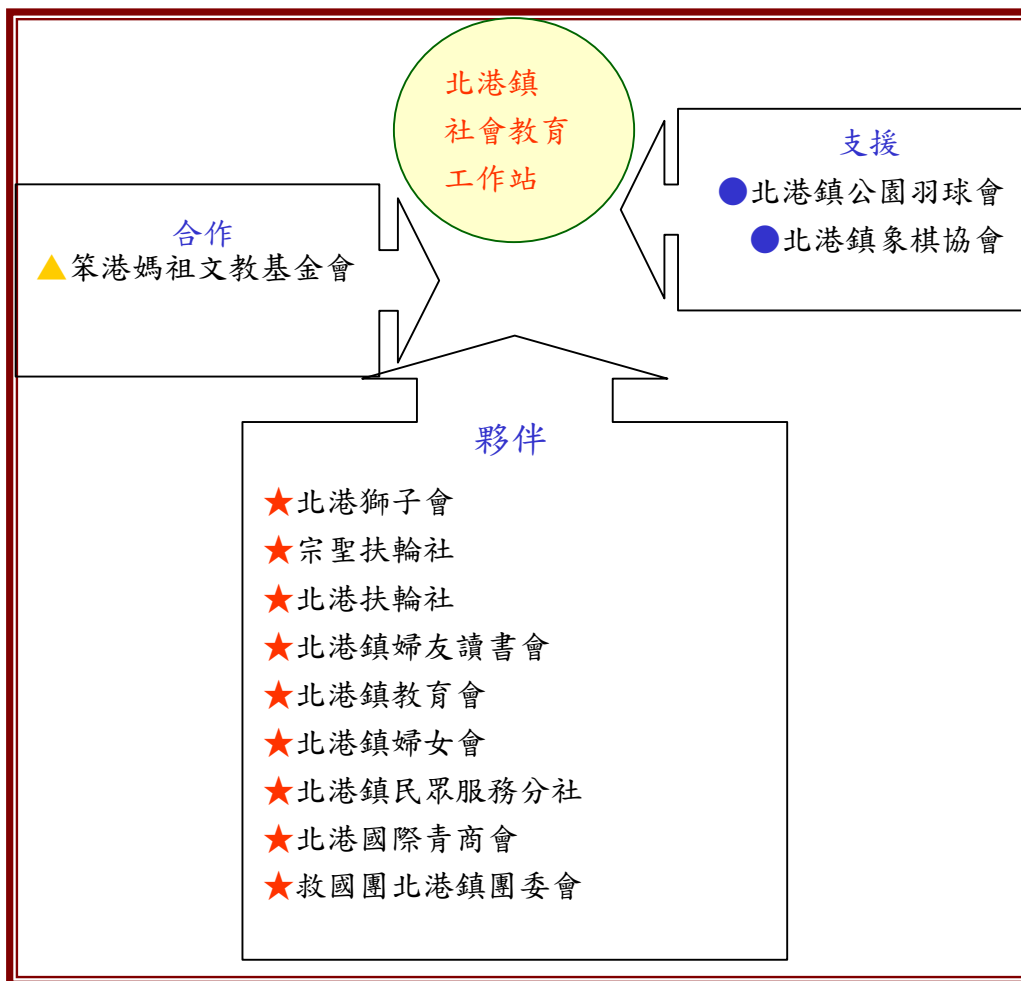 北港鎮
社會教育
工作站
支援
●北港鎮公園羽球會
●北港鎮象棋協會
合作
▲笨港媽祖文教基金會
夥伴
★北港獅子會
★宗聖扶輪社
★北港扶輪社
★北港鎮婦友讀書會
★北港鎮教育會
★北港鎮婦女會
★北港鎮民眾服務分社
★北港國際青商會
★救國團北港鎮團委會